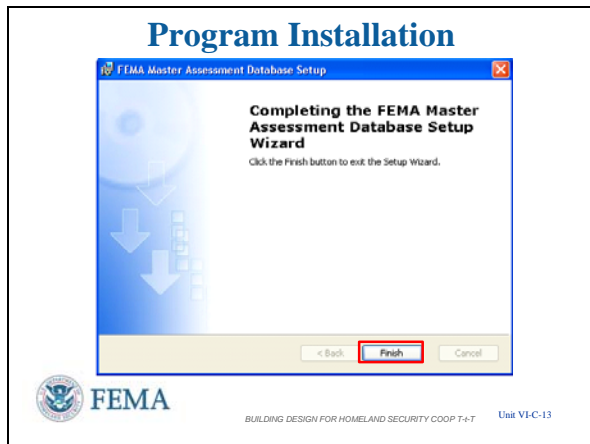 Program Installation
FEMA Master Assessment Database Setup
Completing the FEMA Master
Assessment Database Setup
Wizard
Click the Finish button to exit the Setup Wizard.
< Back
Finish
Cancel
FEMA
BUILDING DESIGN FOR HOMELAND SECURITY COOP T-t-T
Unit VI-C-13